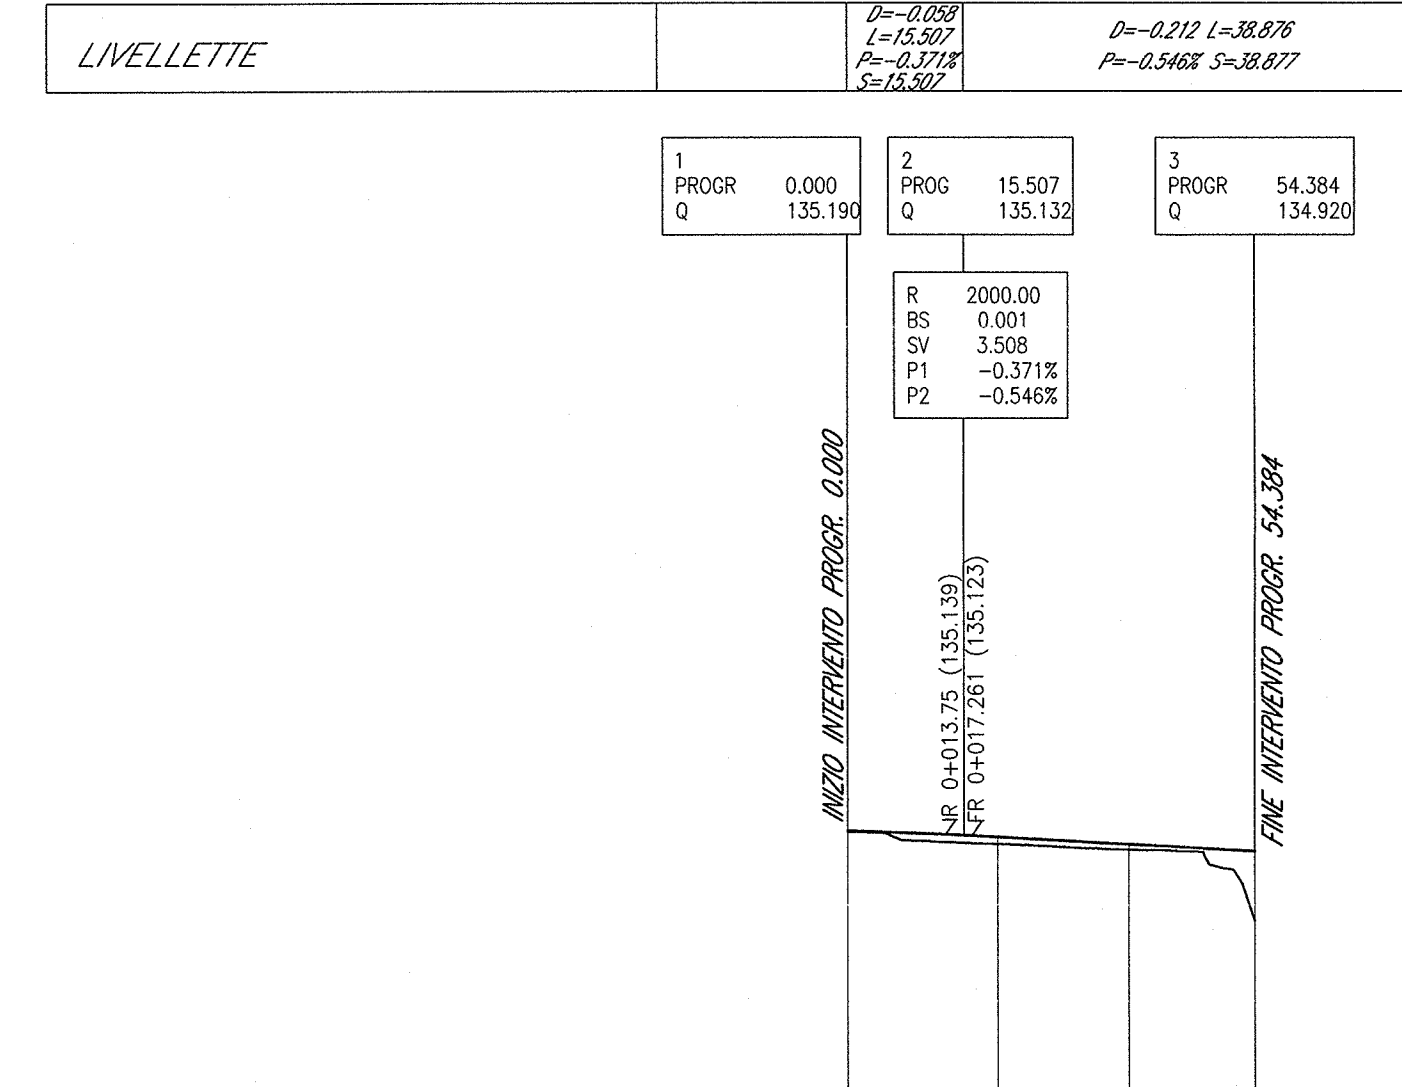 LIVELLETTE
D=-0.058
L=15.507
P=-0.371%
S=15.507
D=-0.212 L=38.876
P=-0.546% S=38.877
1
PROGR 0.000
Q 135.190
2
PROG 15.507
Q 135.132
3
PROGR 54.384
Q 134.920
R 2000.00
BS 0.001
SV 3.508
P1 -0.371%
P2 -0.546%
INIZIO INTERVENTO PROGR. 0.000
IR 0+013.75 (135.139)
FR 0+017.261 (135.123)
FINE INTERVENTO PROGR. 54.384